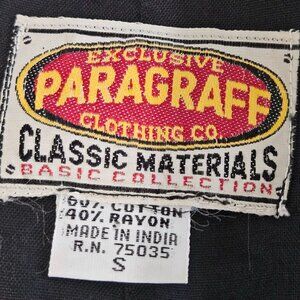 EXCLUSIVE
PARAGRAFF
CLOTHING CO.
CLASSIC MATERIALS
BASIC COLLECTION
60% COTTON
40% RAYON
MADE IN INDIA
R.N. 75035
S